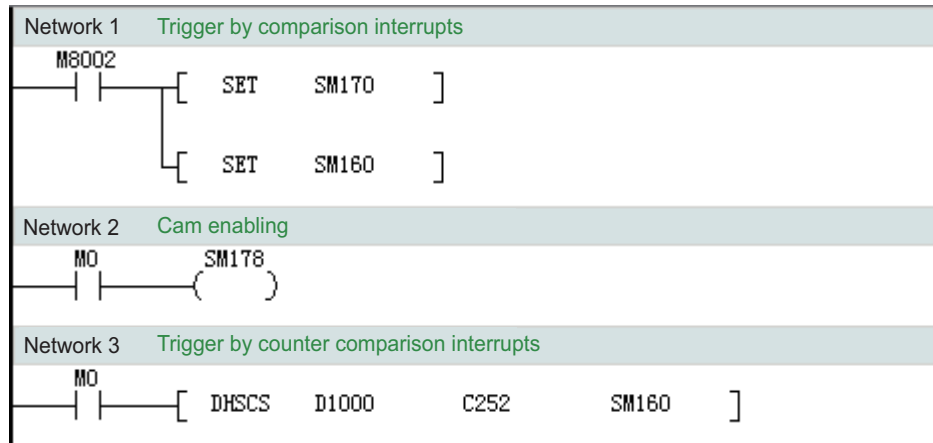 Network 1 Trigger by comparison interrupts
M8002
SET SM170
SET SM160
Network 2 Cam enabling
M0 SM178
Network 3 Trigger by counter comparison interrupts
M0
DHSCS D1000 C252 SM160